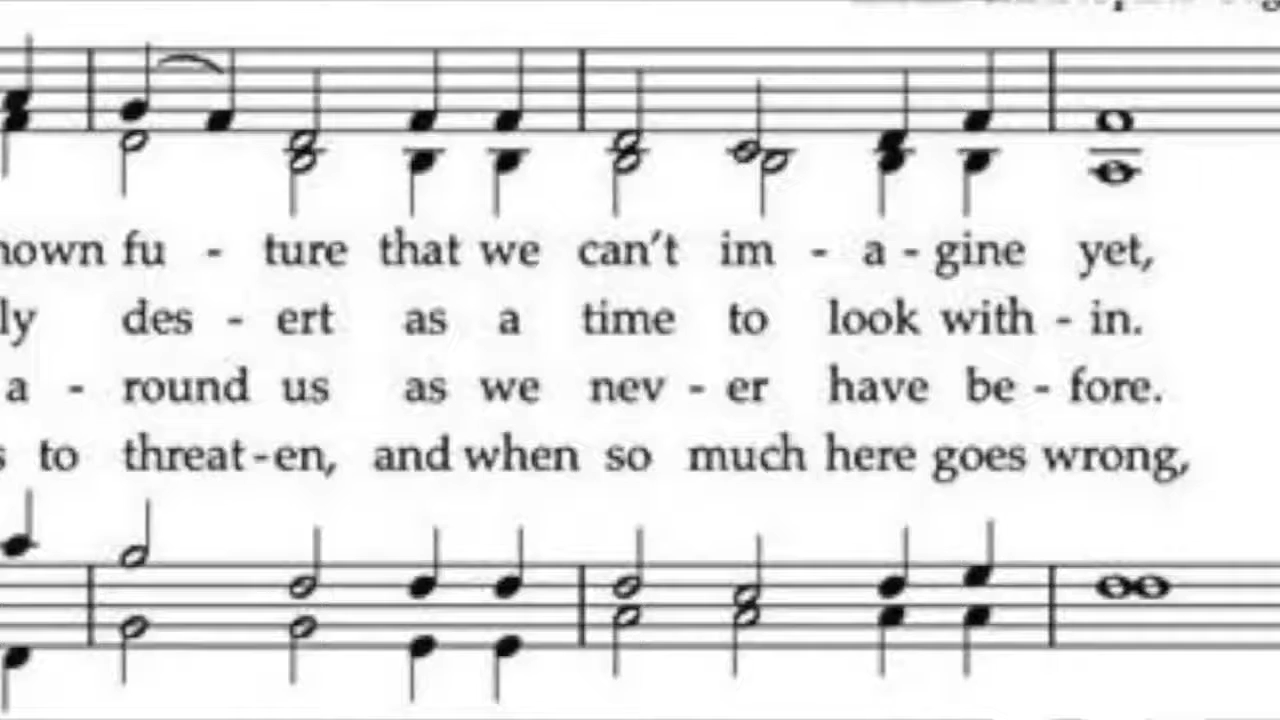 fu - ture that we can't im - a - gine yet,
ly des - ert as a time to look with - in.
a - round us as we nev - er have be - fore.
to threat-en, and when so much here goes wrong,